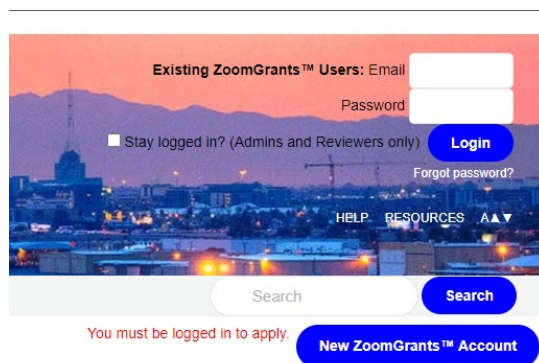 Existing ZoomGrants™ Users: Email
Password
Stay logged in? (Admins and Reviewers only) Login
Forgot password?
HELP RESOURCES A▲▼
Search Search
You must be logged in to apply. New ZoomGrants™ Account